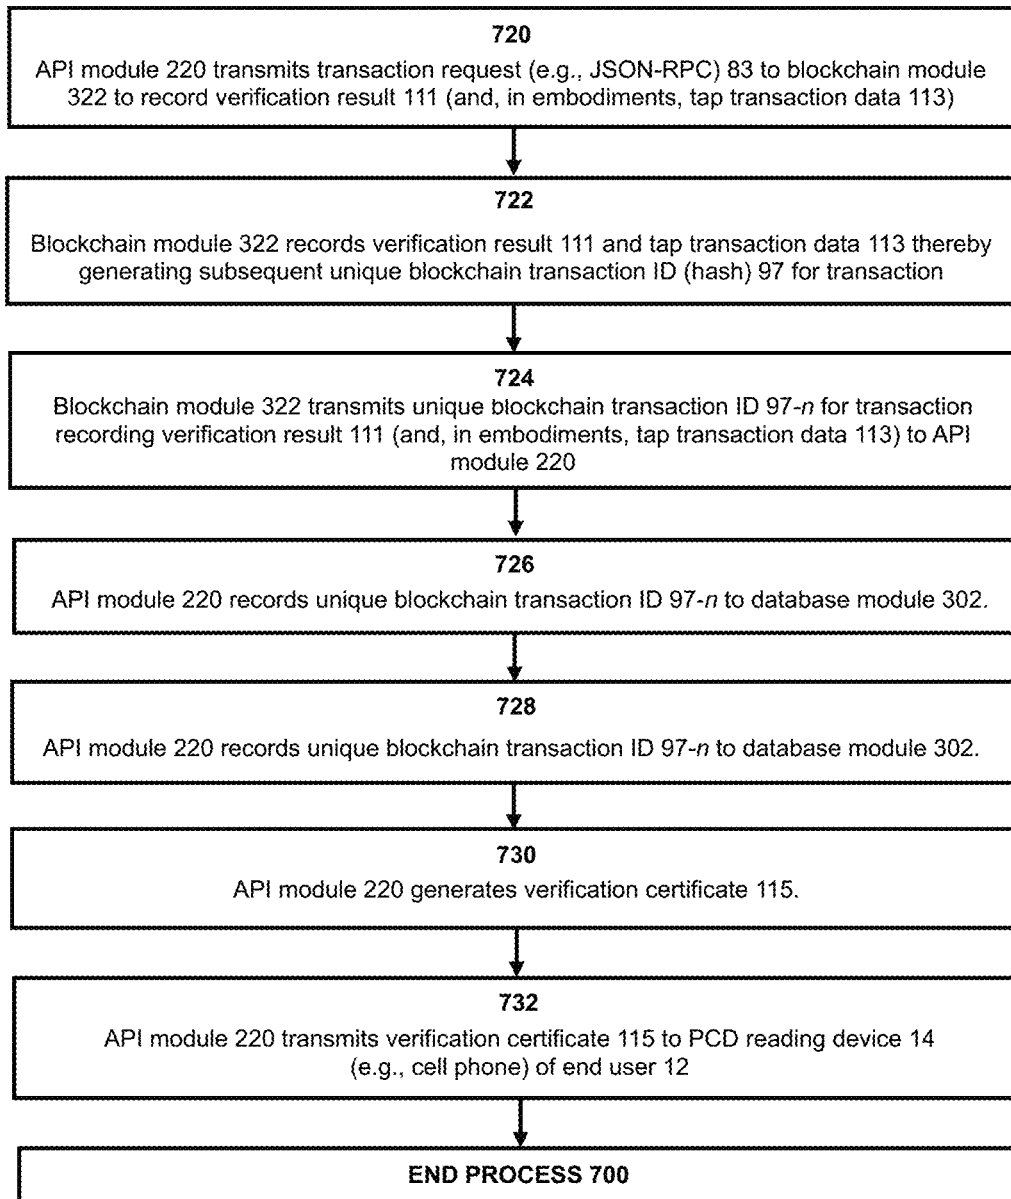 720
API module 220 transmits transaction request (e.g., JSON-RPC) 83 to blockchain module
322 to record verification result 111 (and, in embodiments, tap transaction data 113)
722
Blockchain module 322 records verification result 111 and tap transaction data 113 thereby
generating subsequent unique blockchain transaction ID (hash) 97 for transaction
724
Blockchain module 322 transmits unique blockchain transaction ID 97-n for transaction
recording verification result 111 (and, in embodiments, tap transaction data 113) to API
module 220
726
API module 220 records unique blockchain transaction ID 97-n to database module 302.
728
API module 220 records unique blockchain transaction ID 97-n to database module 302.
730
API module 220 generates verification certificate 115.
732
API module 220 transmits verification certificate 115 to PCD reading device 14
(e.g., cell phone) of end user 12
END PROCESS 700